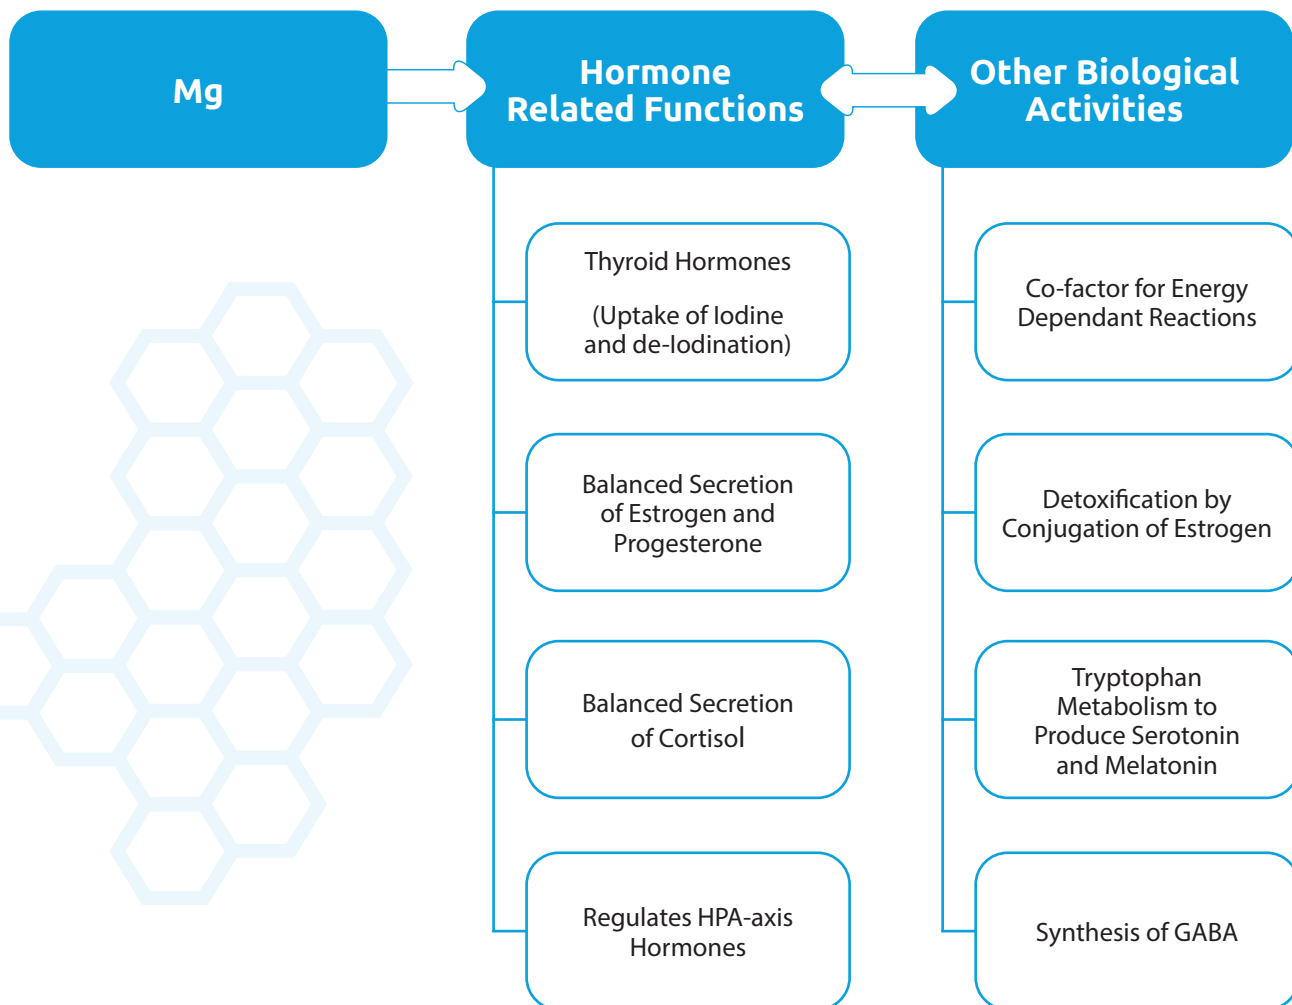 Mg
Hormone
Related Functions
Other Biological
Activities
Thyroid Hormones
(Uptake of Iodine
and de-Iodination)
Balanced Secretion
of Estrogen and
Progesterone
Balanced Secretion
of Cortisol
Regulates HPA-axis
Hormones
Co-factor for Energy
Dependant Reactions
Detoxification by
Conjugation of Estrogen
Tryptophan
Metabolism to
Produce Serotonin
and Melatonin
Synthesis of GABA